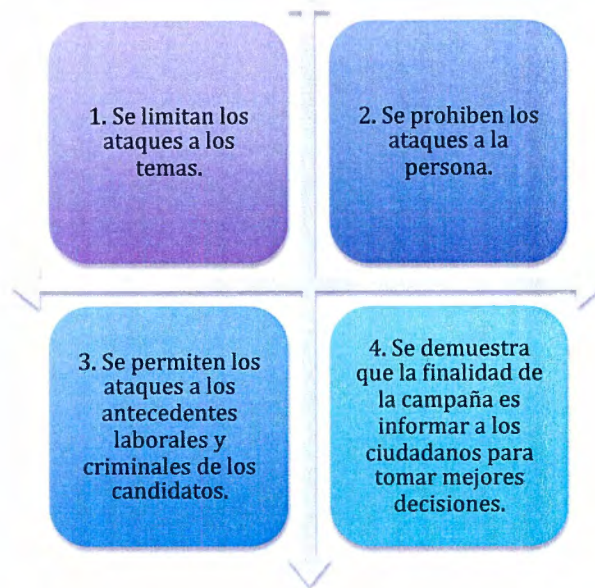 1. Se limitan los
ataques a los
temas.
2. Se prohiben los
ataques a la
persona.
3. Se permiten los
ataques a los
antecedentes
laborales y
criminales de los
candidatos.
4. Se demuestra
que la finalidad de
la campaña es
informar a los
ciudadanos para
tomar mejores
decisiones.